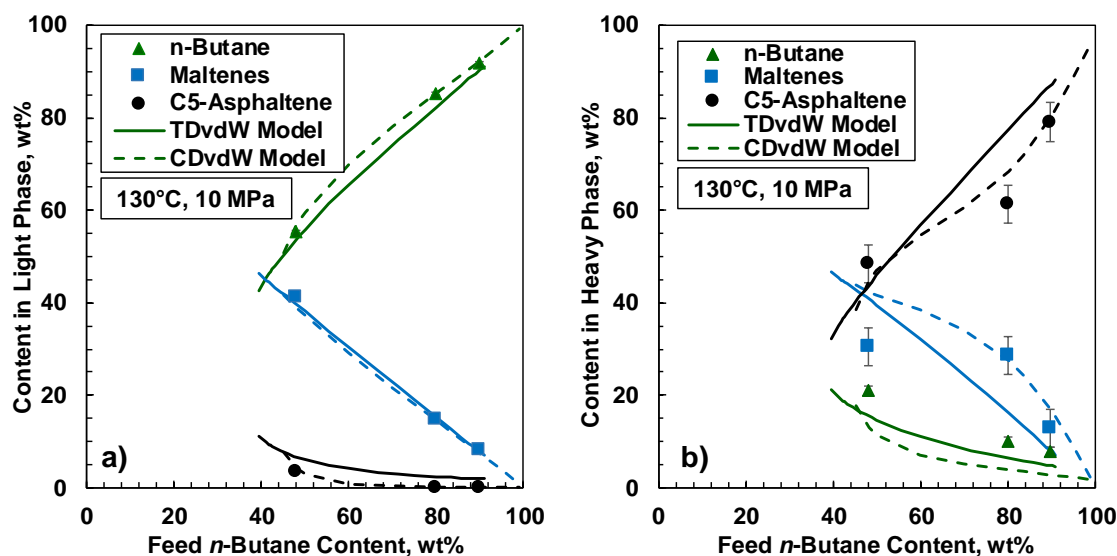 100
80
60
40
20
0
Content in Light Phase, wt%
n-Butane
Maltenes
C5-Asphaltene
TDvdW Model
CDvdW Model
130°C, 10 MPa
a)
0 20 40 60 80 100
Feed n-Butane Content, wt%
100
80
60
40
20
0
Content in Heavy Phase, wt%
n-Butane
Maltenes
C5-Asphaltene
TDvdW Model
CDvdW Model
130°C, 10 MPa
b)
0 20 40 60 80 100
Feed n-Butane Content, wt%